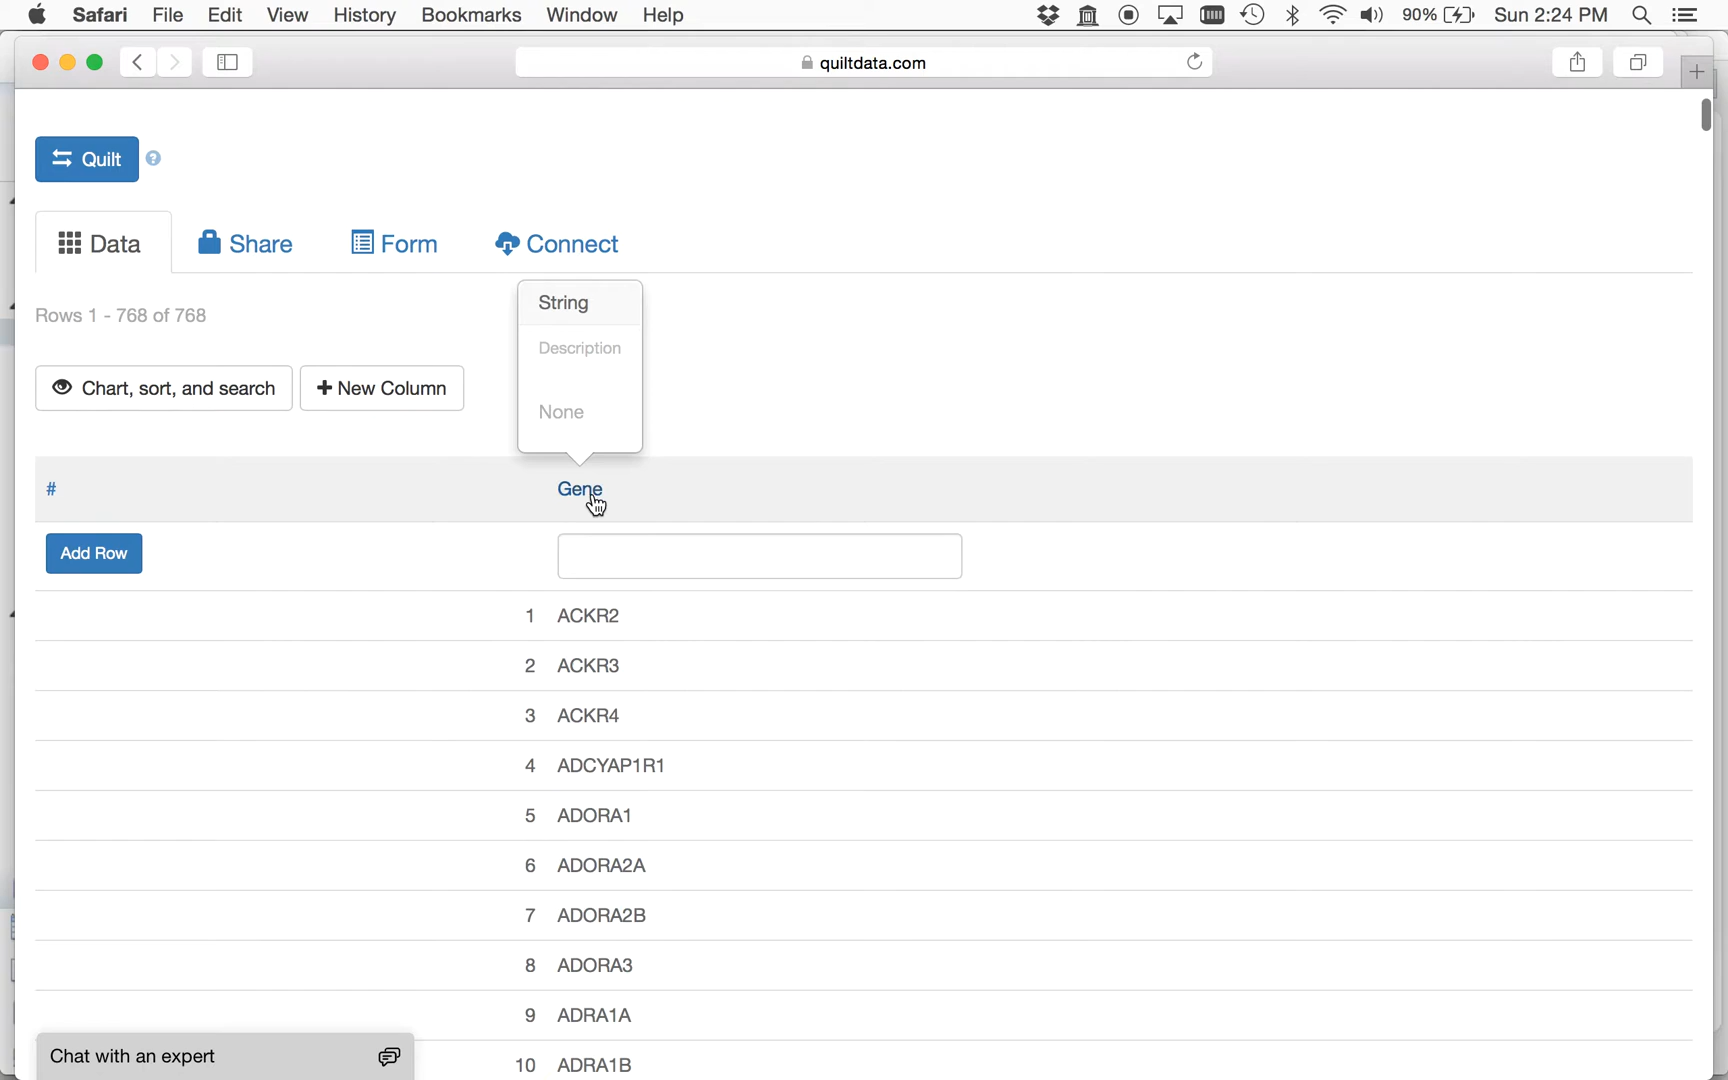 Safari File Edit View History Bookmarks Window Help 90% Sun 2:24 PM
quiltdata.com
Quilt ?
Data Share Form Connect
String
Rows 1 - 768 of 768
Description
Chart, sort, and search + New Column
None
# Gene
Add Row
1 ACKR2
2 ACKR3
3 ACKR4
4 ADCYAP1R1
5 ADORA1
6 ADORA2A
7 ADORA2B
8 ADORA3
9 ADRA1A
Chat with an expert
10 ADRA1B